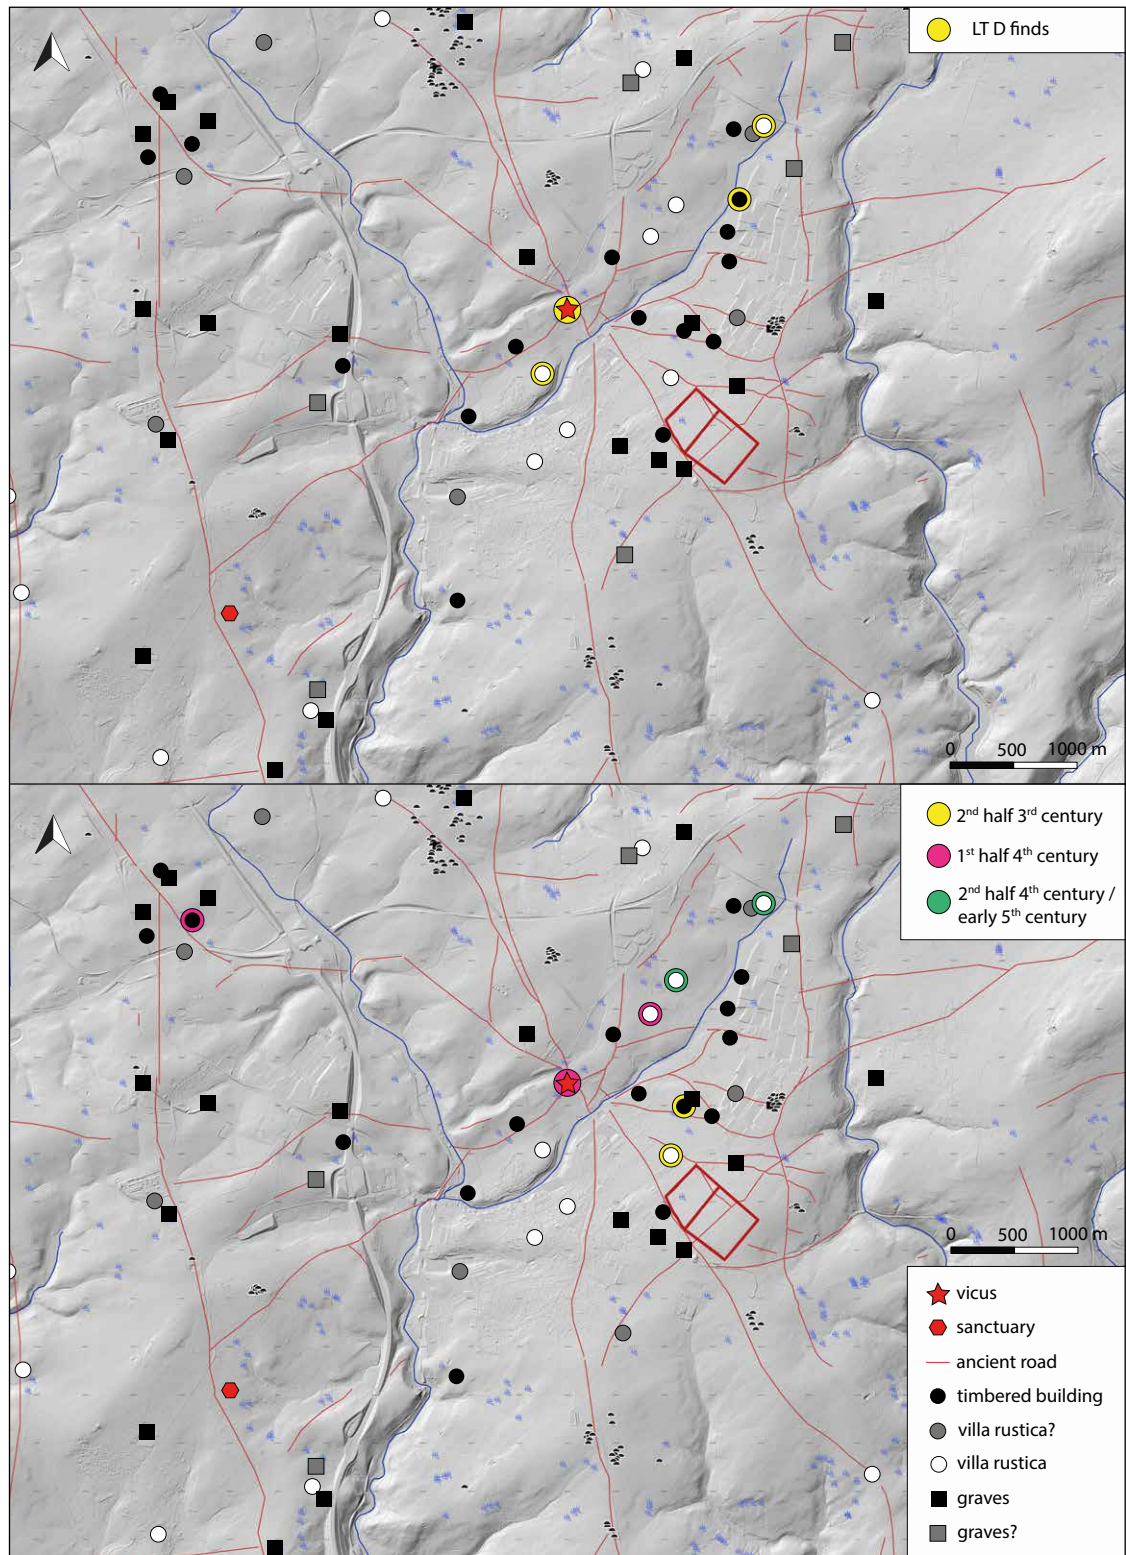 LT D finds
0 500 1000 m
2nd half 3rd century
1st half 4th century
2nd half 4th century /
early 5th century
0 500 1000 m
vicus
sanctuary
ancient road
timbered building
villa rustica?
villa rustica
graves
graves?